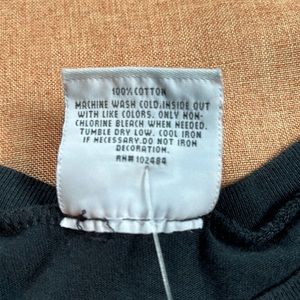 100% COTTON
MACHINE WASH COLD, INSIDE OUT
WITH LIKE COLORS. ONLY NON-
CHLORINE BLEACH WHEN NEEDED.
TUMBLE DRY LOW. COOL IRON
IF NECESSARY. DO NOT IRON
DECORATION.
RN# 102484